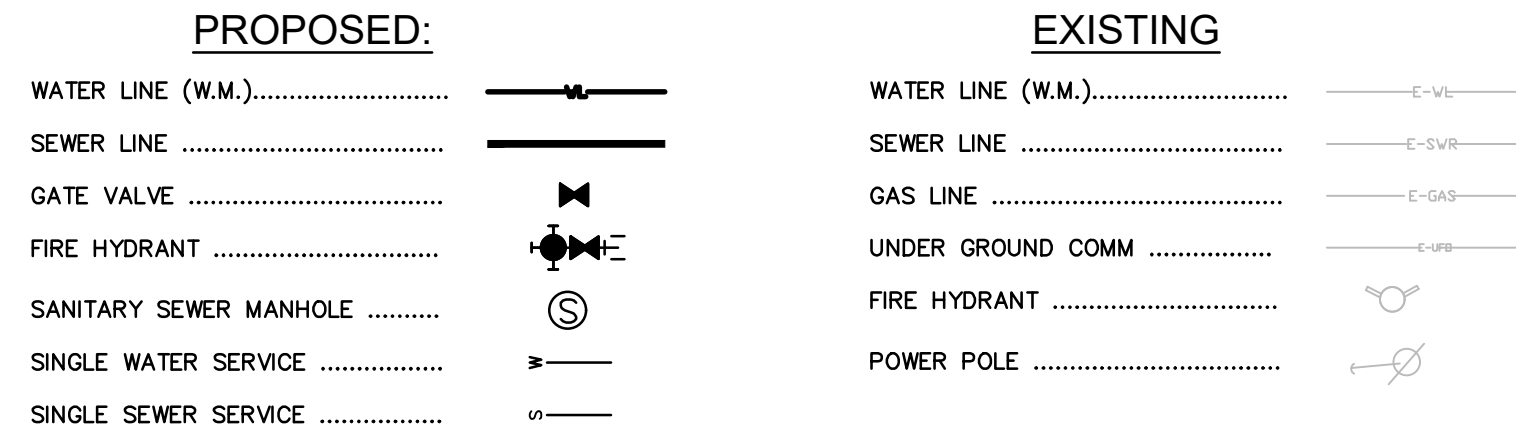 PROPOSED:
WATER LINE (W.M.)........................... WL
SEWER LINE ....................................
GATE VALVE ...................................
FIRE HYDRANT ...............................
SANITARY SEWER MANHOLE .......... S
SINGLE WATER SERVICE ................. W
SINGLE SEWER SERVICE ................. S
EXISTING
WATER LINE (W.M.)........................... E-WL
SEWER LINE .................................... E-SWR
GAS LINE ........................................ E-GAS
UNDER GROUND COMM ................. E-UFB
FIRE HYDRANT ...............................
POWER POLE ..................................